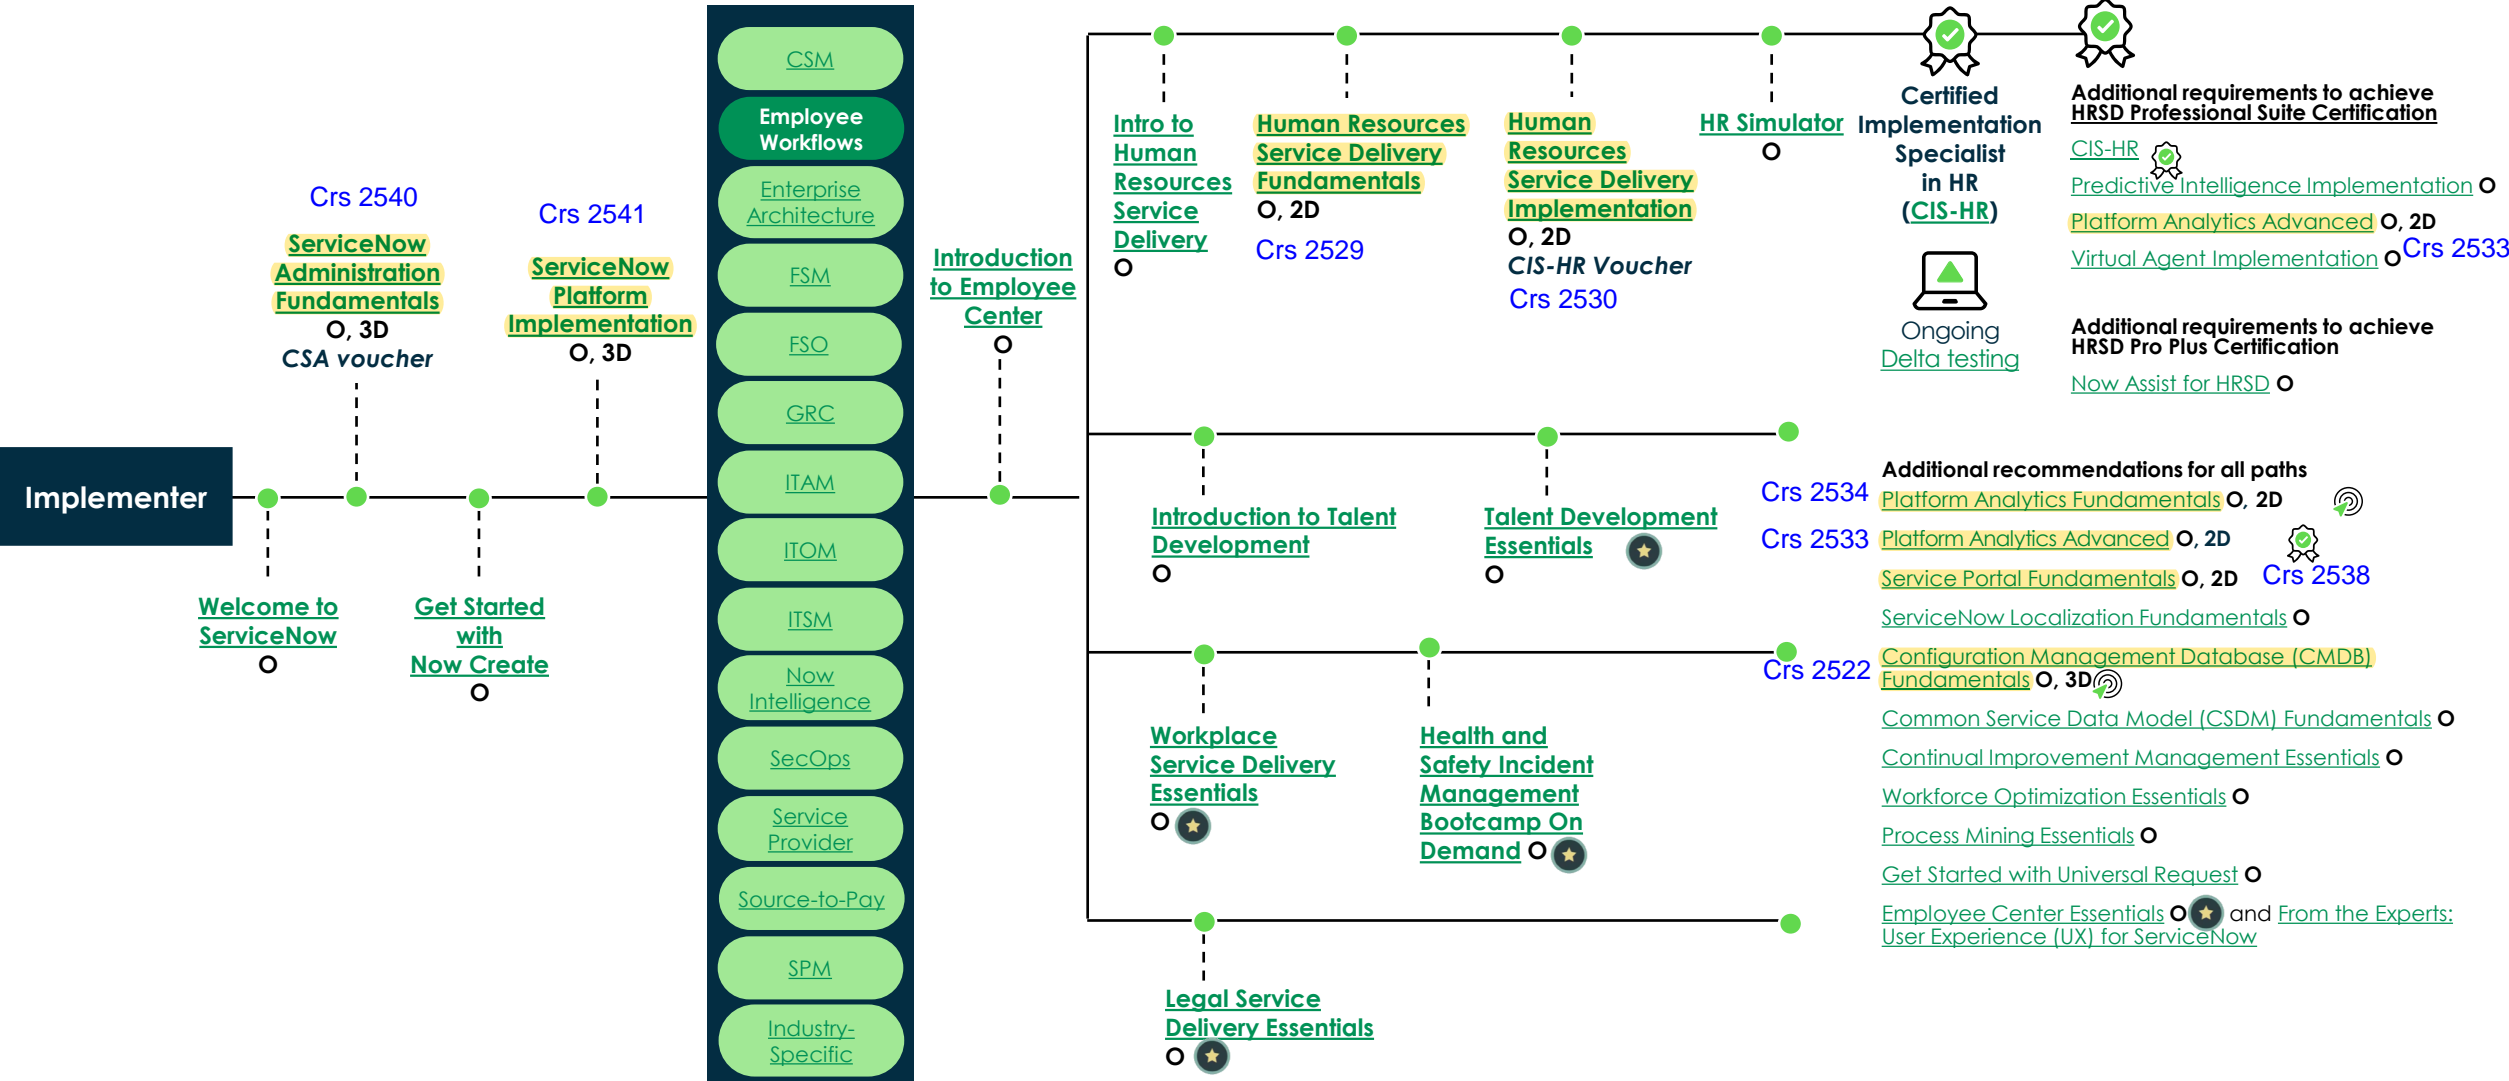 Implementer
Welcome to
ServiceNow
O
Crs 2540
ServiceNow
Administration
Fundamentals
O, 3D
CSA voucher
Get Started
with
Now Create
O
Crs 2541
ServiceNow
Platform
Implementation
O, 3D
CSM
Employee
Workflows
Enterprise
Architecture
FSM
FSO
GRC
ITAM
ITOM
ITSM
Now
Intelligence
SecOps
Service
Provider
Source-to-Pay
SPM
Industry-
Specific
Introduction
to Employee
Center
O
Intro to
Human
Resources
Service
Delivery
O
Human Resources
Service Delivery
Fundamentals
O, 2D
Crs 2529
Human
Resources
Service Delivery
Implementation
O, 2D
CIS-HR Voucher
Crs 2530
HR Simulator
O
Certified
Implementation
Specialist
in HR
(CIS-HR)
Ongoing
Delta testing
Additional requirements to achieve
HRSD Professional Suite Certification
CIS-HR
Predictive Intelligence Implementation O
Platform Analytics Advanced O, 2D
Crs 2533
Virtual Agent Implementation O
Additional requirements to achieve
HRSD Pro Plus Certification
Now Assist for HRSD O
Introduction to Talent
Development
O
Talent Development
Essentials
O
Workplace
Service Delivery
Essentials
O
Health and
Safety Incident
Management
Bootcamp On
Demand O
Legal Service
Delivery Essentials
O
Additional recommendations for all paths
Crs 2534 Platform Analytics Fundamentals O, 2D
Crs 2533 Platform Analytics Advanced O, 2D
Service Portal Fundamentals O, 2D Crs 2538
ServiceNow Localization Fundamentals O
Crs 2522 Configuration Management Database (CMDB)
Fundamentals O, 3D
Common Service Data Model (CSDM) Fundamentals O
Continual Improvement Management Essentials O
Workforce Optimization Essentials O
Process Mining Essentials O
Get Started with Universal Request O
Employee Center Essentials O and From the Experts:
User Experience (UX) for ServiceNow